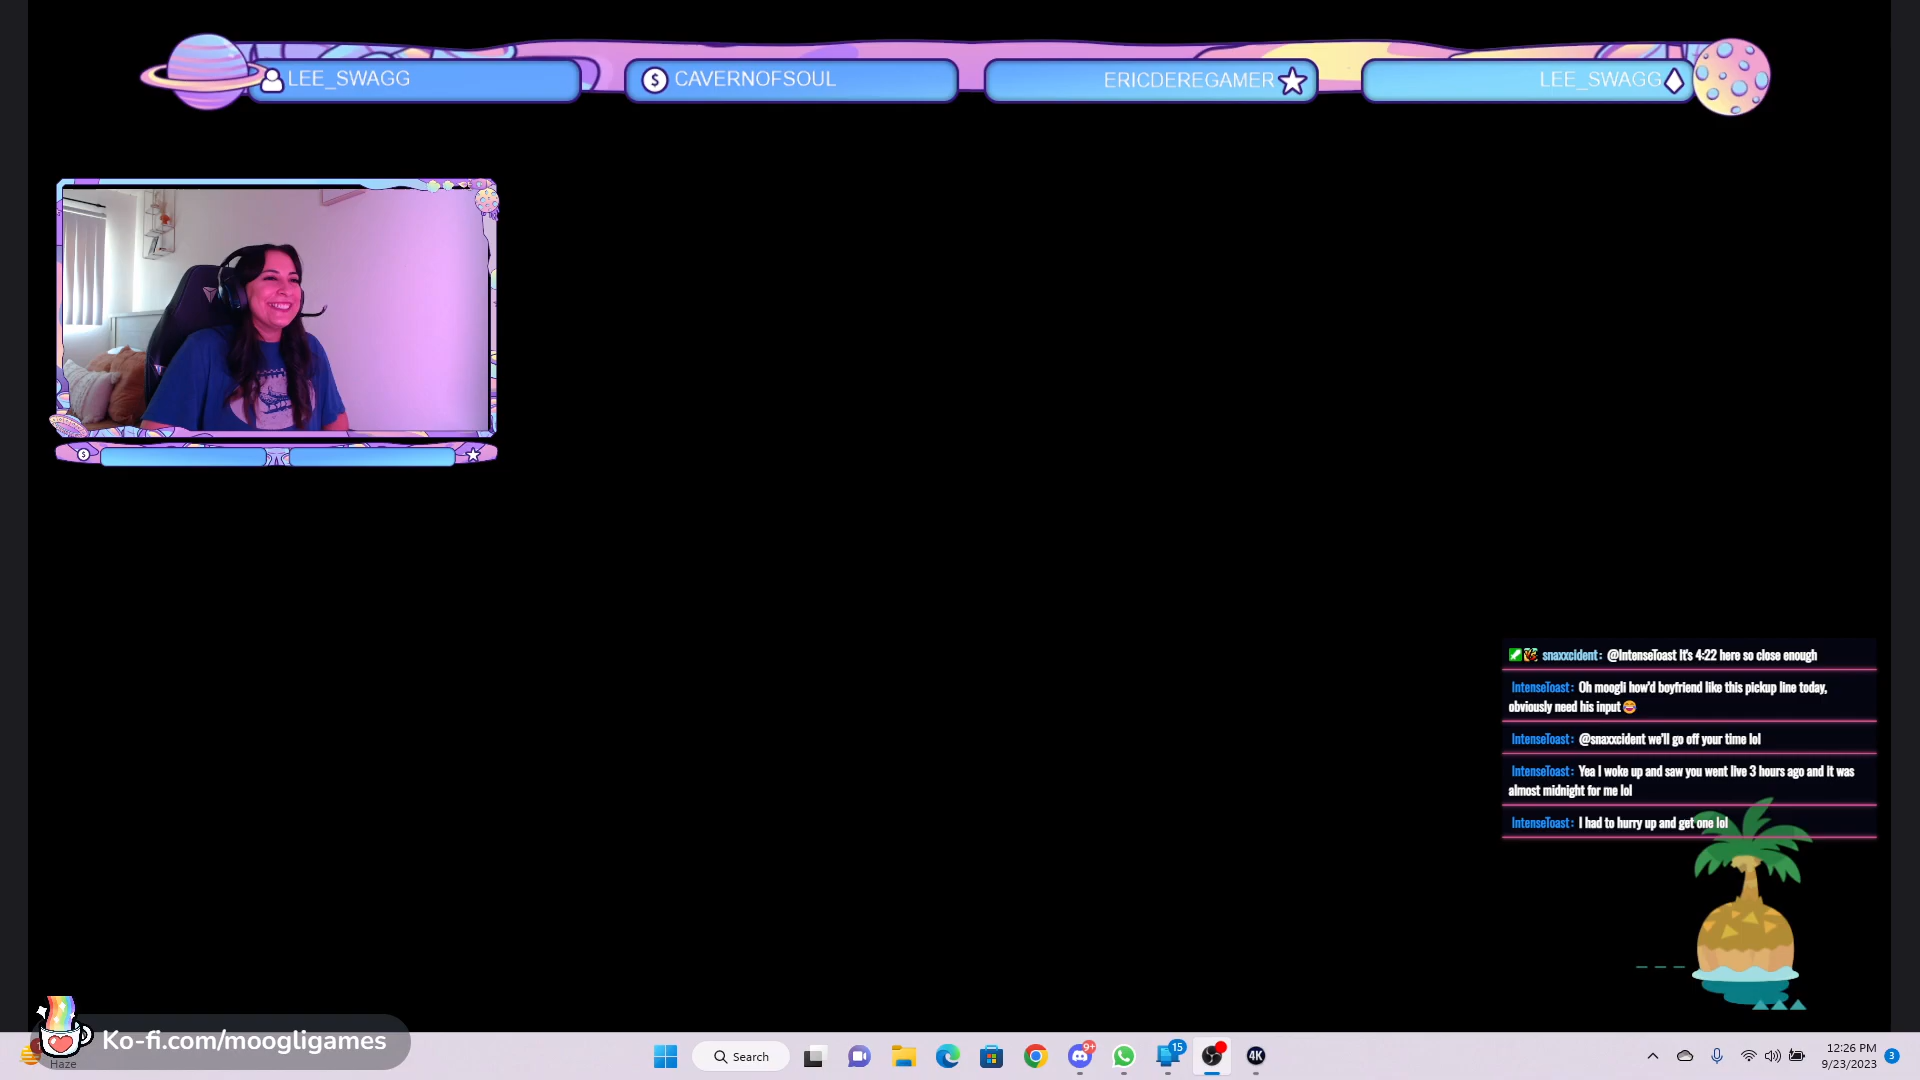 LEE_SWAGG
CAVERNOFSOUL
ERICDEREGAMER
LEE_SWAGG
snaxxcident: @IntenseToast It's 4:22 here so close enough
IntenseToast: Oh moogli how'd boyfriend like this pickup line today,
obviously need his input
IntenseToast: @snaxxcident we'll go off your time lol
IntenseToast: Yea I woke up and saw you went live 3 hours ago and it was
almost midnight for me lol
IntenseToast: I had to hurry up and get one lol
Ko-fi.com/moogligames
Haze
Search
9+
15
4K
12:26 PM
9/23/2023
3